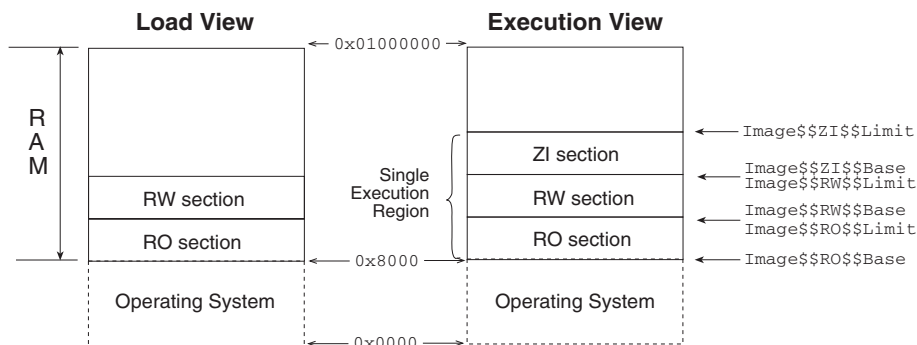 Load View
Execution View
0x01000000
RAM
Image$$ZI$$Limit
ZI section
Image$$ZI$$Base
Single
Execution
Region
Image$$RW$$Limit
RW section
RW section
Image$$RW$$Base
Image$$RO$$Limit
RO section
RO section
0x8000
Image$$RO$$Base
Operating System
Operating System
0x0000